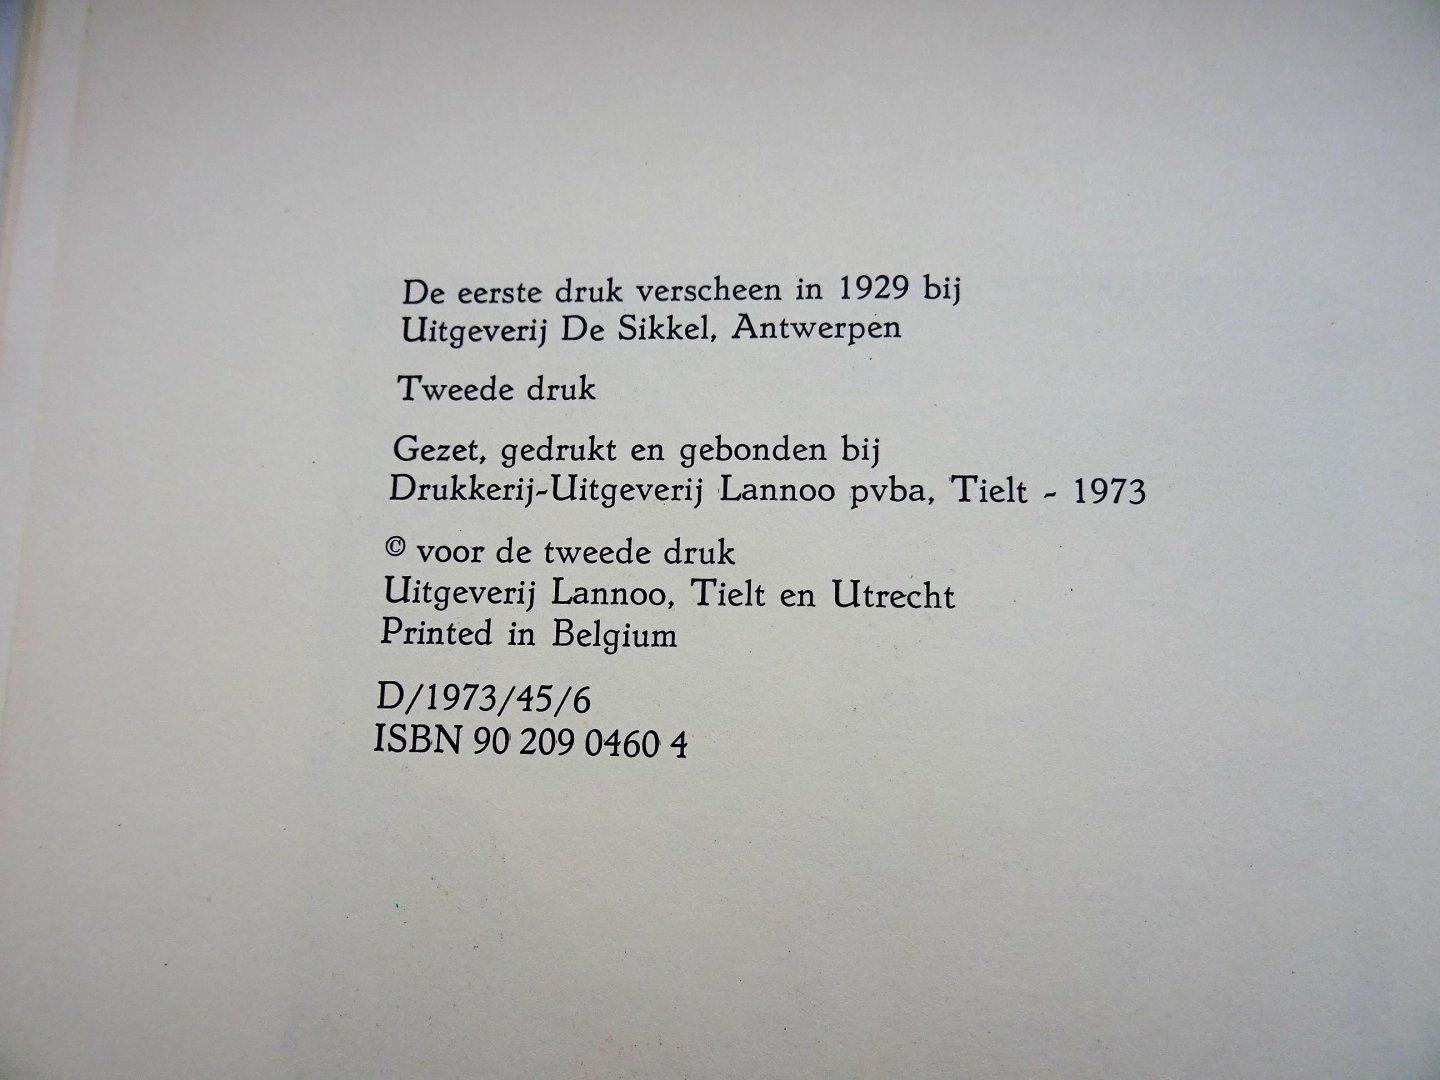 De eerste druk verscheen in 1929 bij
Uitgeverij De Sikkel, Antwerpen
Tweede druk
Gezet, gedrukt en gebonden bij
Drukkerij-Uitgeverij Lannoo pvba, Tielt - 1973
© voor de tweede druk
Uitgeverij Lannoo, Tielt en Utrecht
Printed in Belgium
D/1973/45/6
ISBN 90 209 0460 4